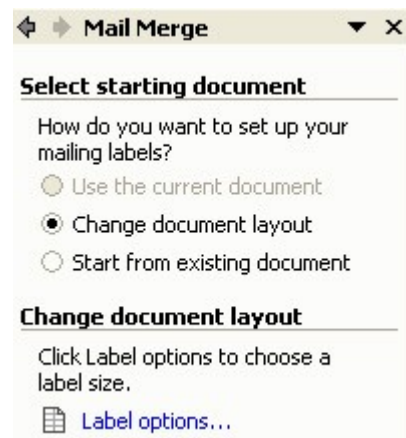 Mail Merge
Select starting document
How do you want to set up your
mailing labels?
Use the current document
Change document layout
Start from existing document
Change document layout
Click Label options to choose a
label size.
Label options...